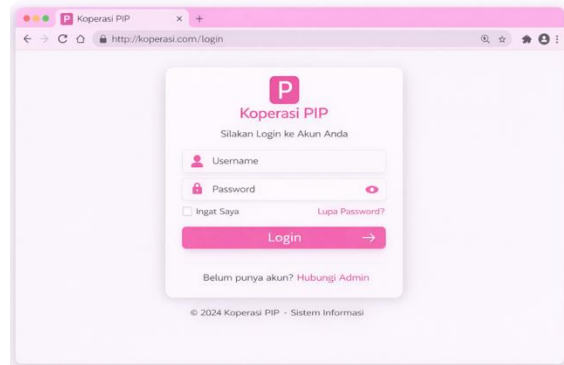 P Koperasi PIP
http://koperasi.com/login
P
Koperasi PIP
Silakan Login ke Akun Anda
Username
Password
Ingat Saya Lupa Password?
Login
Belum punya akun? Hubungi Admin
© 2024 Koperasi PIP - Sistem Informasi